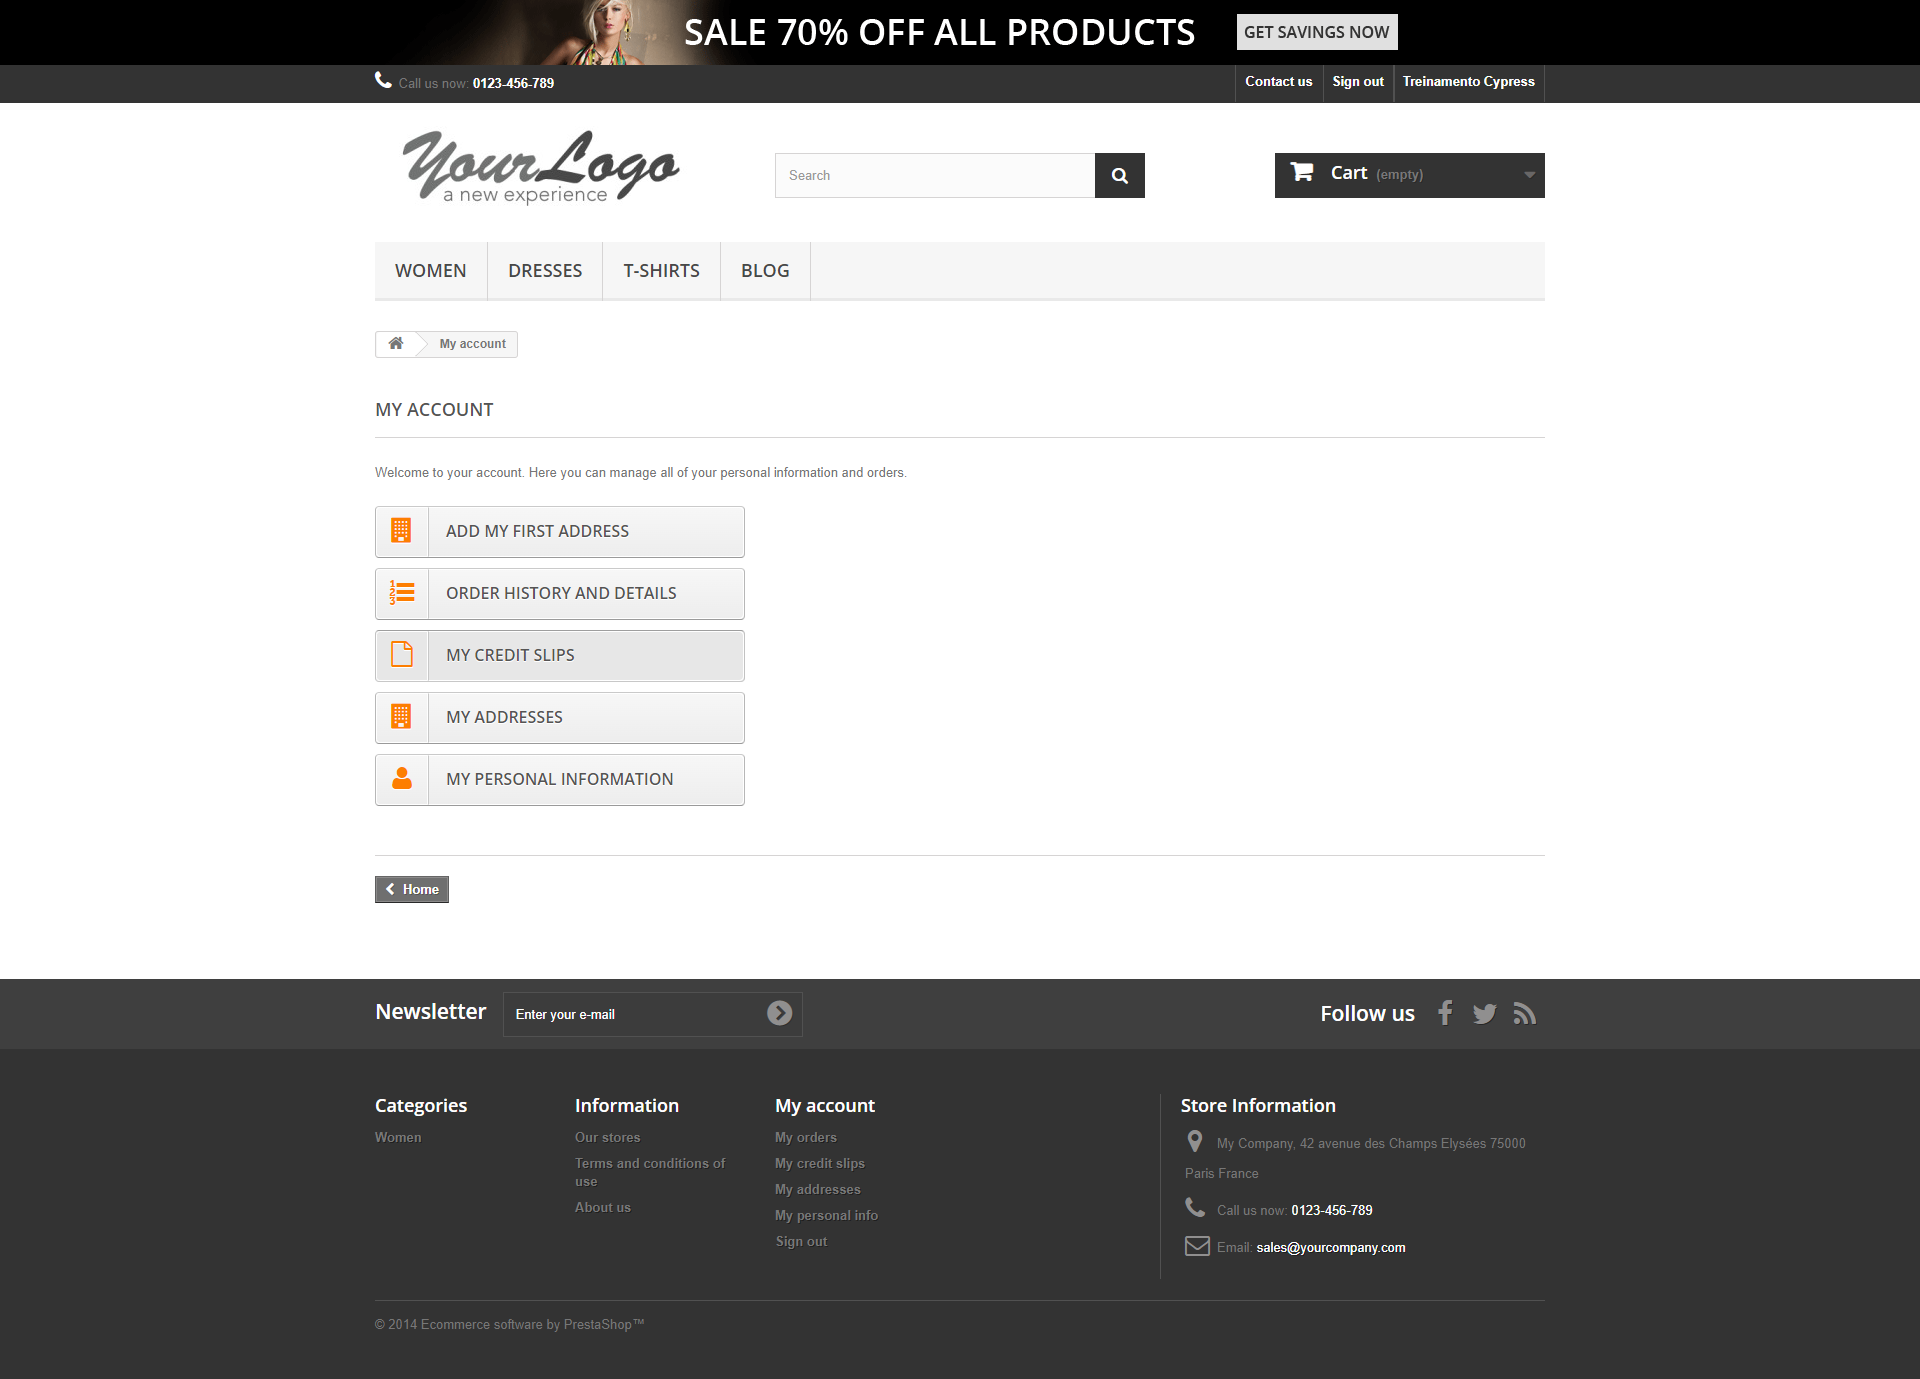 SALE 70% OFF ALL PRODUCTS
GET SAVINGS NOW
Call us now: 0123-456-789
Contact us
Sign out
Treinamento Cypress
YourLogo
a new experience
Search
Cart (empty)
WOMEN
DRESSES
T-SHIRTS
BLOG
My account
MY ACCOUNT
Welcome to your account. Here you can manage all of your personal information and orders.
ADD MY FIRST ADDRESS
ORDER HISTORY AND DETAILS
MY CREDIT SLIPS
MY ADDRESSES
MY PERSONAL INFORMATION
Home
Newsletter
Enter your e-mail
Follow us
Categories
Women
Information
Our stores
Terms and conditions of
use
About us
My account
My orders
My credit slips
My addresses
My personal info
Sign out
Store Information
My Company, 42 avenue des Champs Elysées 75000
Paris France
Call us now: 0123-456-789
Email: sales@yourcompany.com
© 2014 Ecommerce software by PrestaShop™